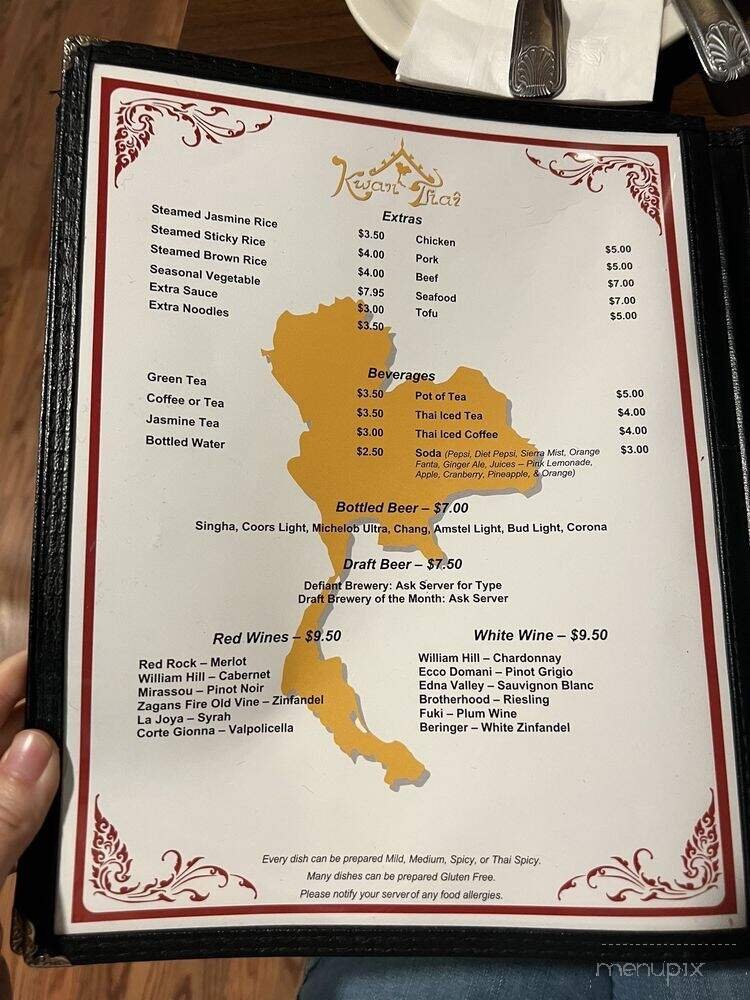 Kwan Thai
Extras
Steamed Jasmine Rice $3.50
Steamed Sticky Rice $4.00
Steamed Brown Rice $4.00
Seasonal Vegetable $7.95
Extra Sauce $3.00
Extra Noodles $3.50
Chicken $5.00
Pork $5.00
Beef $7.00
Seafood $7.00
Tofu $5.00
Beverages
Green Tea $3.50
Coffee or Tea $3.50
Jasmine Tea $3.00
Bottled Water $2.50
Pot of Tea $5.00
Thai Iced Tea $4.00
Thai Iced Coffee $4.00
Soda (Pepsi, Diet Pepsi, Sierra Mist, Orange $3.00
Fanta, Ginger Ale, Juices – Pink Lemonade,
Apple, Cranberry, Pineapple, & Orange)
Bottled Beer – $7.00
Singha, Coors Light, Michelob Ultra, Chang, Amstel Light, Bud Light, Corona
Draft Beer – $7.50
Defiant Brewery: Ask Server for Type
Draft Brewery of the Month: Ask Server
Red Wines – $9.50
Red Rock – Merlot
William Hill – Cabernet
Mirassou – Pinot Noir
Zagans Fire Old Vine – Zinfandel
La Joya – Syrah
Corte Gionna – Valpolicella
White Wine – $9.50
William Hill – Chardonnay
Ecco Domani – Pinot Grigio
Edna Valley – Sauvignon Blanc
Brotherhood – Riesling
Fuki – Plum Wine
Beringer – White Zinfandel
Every dish can be prepared Mild, Medium, Spicy, or Thai Spicy.
Many dishes can be prepared Gluten Free.
Please notify your server of any food allergies.
menupix